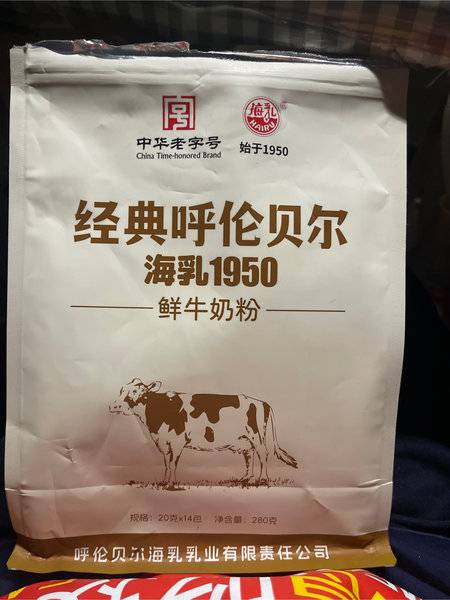 中华老字号
China Time-honored Brand
海乳
HAIRU
®
始于1950
经典呼伦贝尔
海乳1950
鲜牛奶粉
规格：20克×14包 净含量：280克
呼伦贝尔海乳乳业有限责任公司